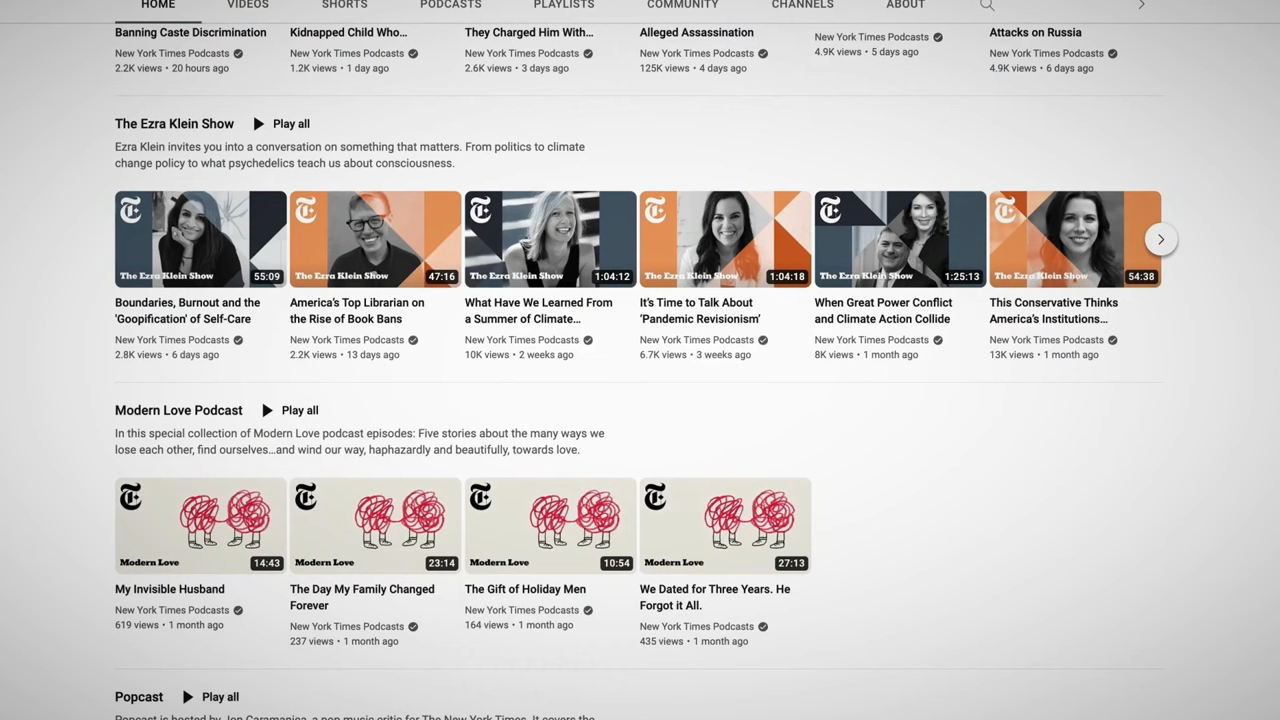 HOME VIDEOS SHORTS PODCASTS PLAYLISTS COMMUNITY CHANNELS ABOUT
Banning Caste Discrimination
New York Times Podcasts
2.2K views • 20 hours ago
Kidnapped Child Who…
New York Times Podcasts
1.2K views • 1 day ago
They Charged Him With…
New York Times Podcasts
2.6K views • 3 days ago
Alleged Assassination
New York Times Podcasts
125K views • 4 days ago
New York Times Podcasts
4.9K views • 5 days ago
Attacks on Russia
New York Times Podcasts
4.9K views • 6 days ago
The Ezra Klein Show Play all
Ezra Klein invites you into a conversation on something that matters. From politics to climate
change policy to what psychedelics teach us about consciousness.
The Ezra Klein Show 55:09
Boundaries, Burnout and the
'Goopification' of Self-Care
New York Times Podcasts
2.8K views • 6 days ago
The Ezra Klein Show 47:16
America's Top Librarian on
the Rise of Book Bans
New York Times Podcasts
2.2K views • 13 days ago
The Ezra Klein Show 1:04:12
What Have We Learned From
a Summer of Climate…
New York Times Podcasts
10K views • 2 weeks ago
The Ezra Klein Show 1:04:18
It's Time to Talk About
'Pandemic Revisionism'
New York Times Podcasts
6.7K views • 3 weeks ago
The Ezra Klein Show 1:25:13
When Great Power Conflict
and Climate Action Collide
New York Times Podcasts
8K views • 1 month ago
The Ezra Klein Show 54:38
This Conservative Thinks
America's Institutions…
New York Times Podcasts
13K views • 1 month ago
Modern Love Podcast Play all
In this special collection of Modern Love podcast episodes: Five stories about the many ways we
lose each other, find ourselves…and wind our way, haphazardly and beautifully, towards love.
Modern Love 14:43
My Invisible Husband
New York Times Podcasts
619 views • 1 month ago
Modern Love 23:14
The Day My Family Changed
Forever
New York Times Podcasts
237 views • 1 month ago
Modern Love 10:54
The Gift of Holiday Men
New York Times Podcasts
164 views • 1 month ago
Modern Love 27:13
We Dated for Three Years. He
Forgot it All.
New York Times Podcasts
435 views • 1 month ago
Popcast Play all
Popcast is hosted by Jon Caramanica, a pop music critic for The New York Times. It covers the